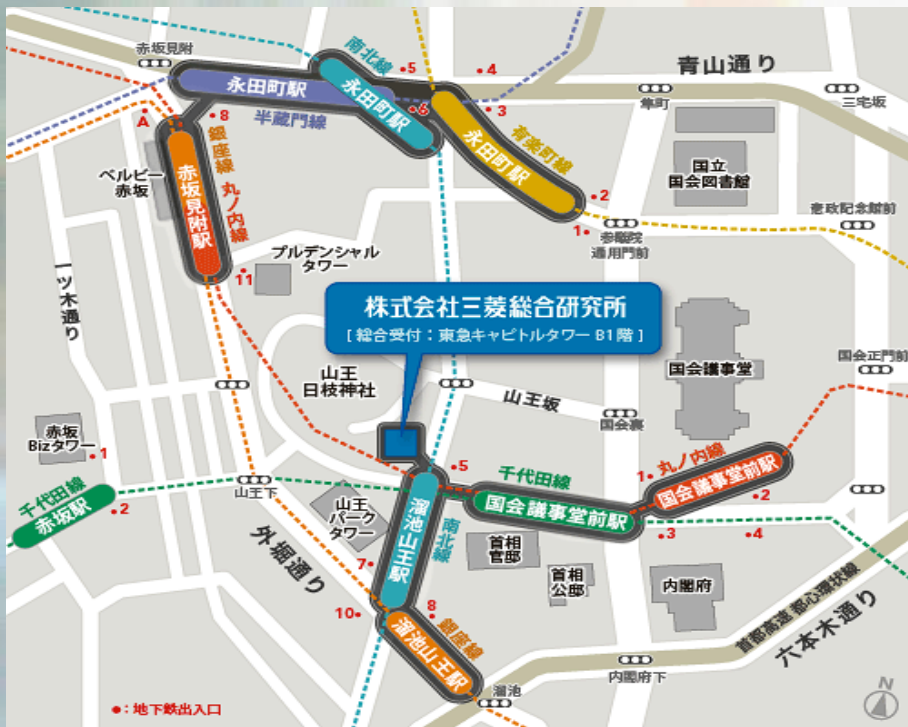 赤坂見附
南北線
5
4
青山通り
永田町駅
永田町駅
6
3
隼町
三宅坂
A
8
半蔵門線
銀座線
永田町駅
有楽町線
ベルビー
赤坂
赤坂見附駅
丸ノ内線
国立
国会図書館
2
1
参議院
通用門前
憲政記念館前
プルデンシャル
タワー
11
一ツ木通り
株式会社三菱総合研究所
[ 総合受付：東急キャピトルタワー B1階 ]
国会正門前
山王
日枝神社
国会議事堂
山王坂
国会裏
赤坂
Bizタワー
1
5
千代田線
1
丸ノ内線
国会議事堂前駅
2
千代田線
赤坂駅
2
山王下
山王
パーク
タワー
溜池山王駅
南北線
国会議事堂前駅
3
4
首相
官邸
外堀通り
7
首相
公邸
内閣府
首都高速 都心環状線
六本木通り
10
8
銀座線
溜池山王駅
内閣府下
溜池
●：地下鉄出入口
N